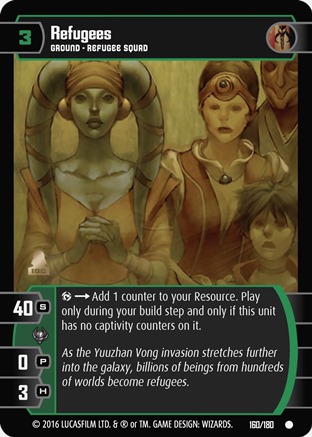 3
Refugees
GROUND - REFUGEE SQUAD
40 S
0 P
3 H
Add 1 counter to your Resource. Play
only during your build step and only if this unit
has no captivity counters on it.
As the Yuuzhan Vong invasion stretches further
into the galaxy, billions of beings from hundreds
of worlds become refugees.
© 2016 LUCASFILM LTD. & ® or TM. GAME DESIGN: WIZARDS.
160/180